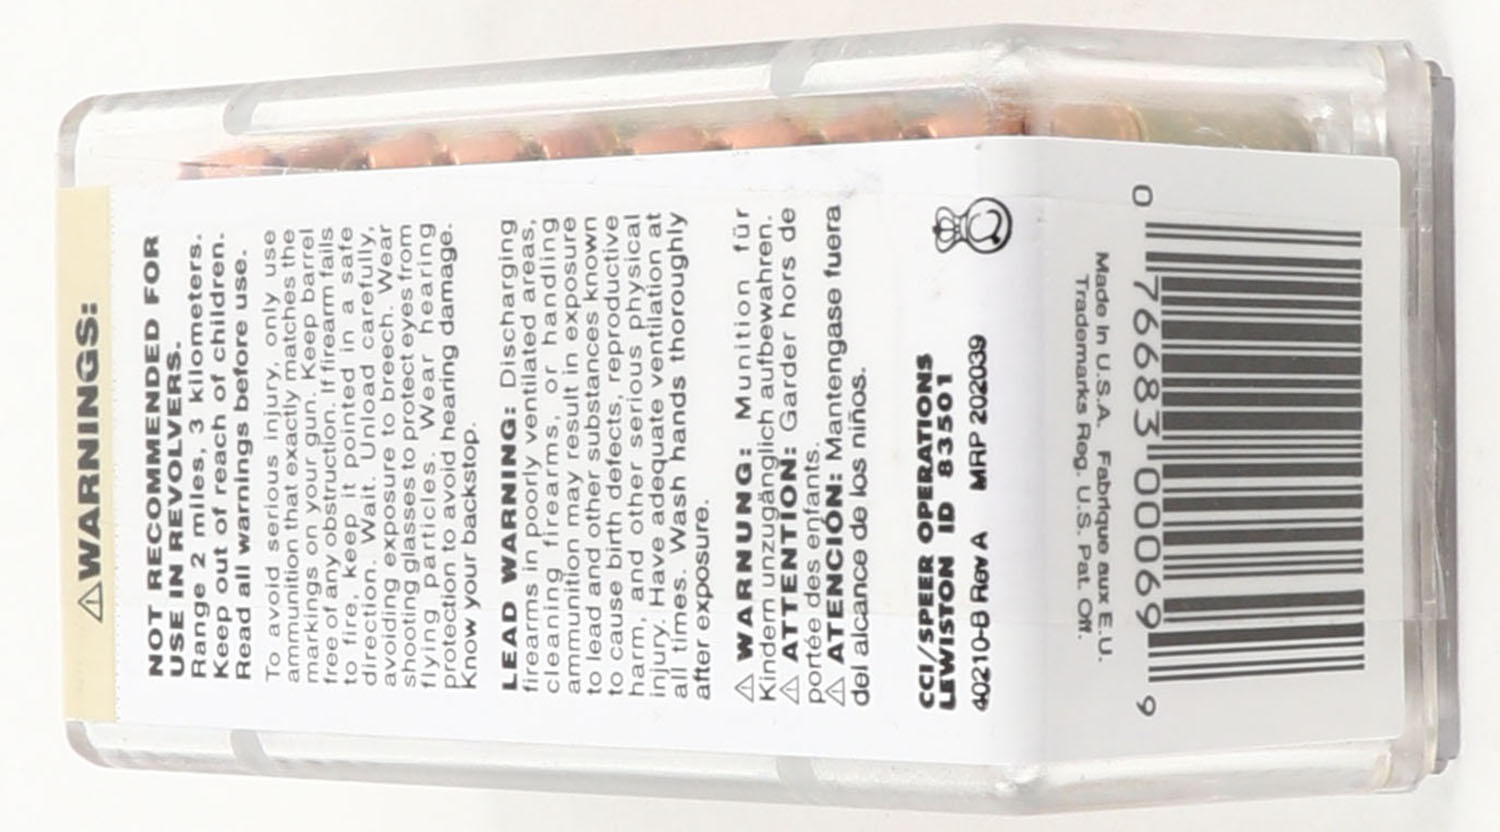 ⚠WARNINGS:
NOT RECOMMENDED FOR
USE IN REVOLVERS.
Range 2 miles, 3 kilometers.
Keep out of reach of children.
Read all warnings before use.
To avoid serious injury, only use
ammunition that exactly matches the
markings on your gun. Keep barrel
free of any obstruction. If firearm fails
to fire, keep it pointed in a safe
direction. Wait. Unload carefully,
avoiding exposure to breech. Wear
shooting glasses to protect eyes from
flying particles. Wear hearing
protection to avoid hearing damage.
Know your backstop.
LEAD WARNING: Discharging
firearms in poorly ventilated areas,
cleaning firearms, or handling
ammunition may result in exposure
to lead and other substances known
to cause birth defects, reproductive
harm, and other serious physical
injury. Have adequate ventilation at
all times. Wash hands thoroughly
after exposure.
⚠ WARNUNG: Munition für
Kindern unzugänglich aufbewahren.
⚠ ATTENTION: Garder hors de
portée des enfants.
⚠ ATENCIÓN: Mantengase fuera
del alcance de los niños.
CCI/SPEER OPERATIONS
LEWISTON ID 83501
40210-B Rev A MRP 202039
Made in U.S.A. Fabrique aux E.U.
Trademarks Reg. U.S. Pat. Off.
0 76683 00069 9